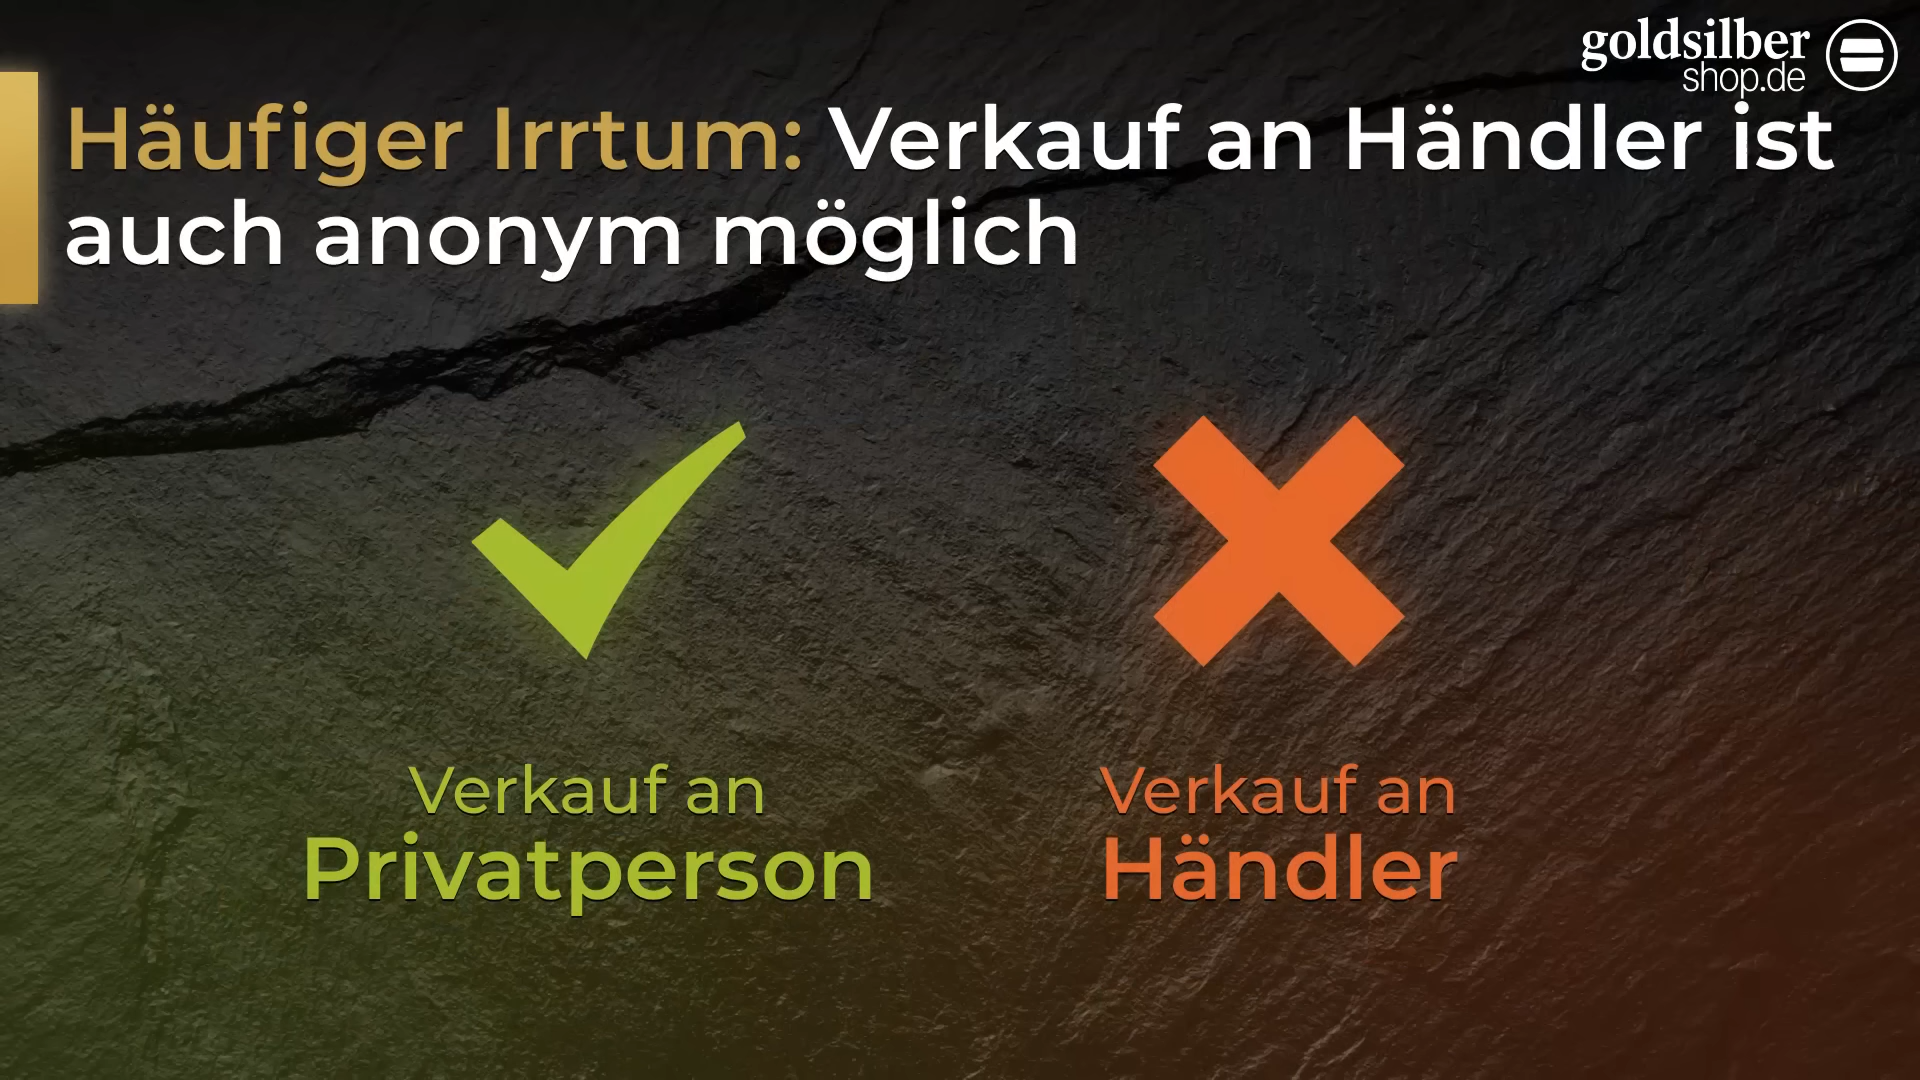 goldsilber
shop.de
Häufiger Irrtum: Verkauf an Händler ist
auch anonym möglich
Verkauf an
Privatperson
Verkauf an
Händler